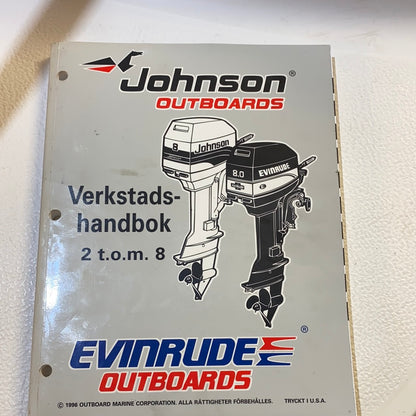 Johnson®
OUTBOARDS
8 Johnson
8.0 EVINRUDE
Verkstads-
handbok
2 t.o.m. 8
EVINRUDE®
OUTBOARDS
© 1996 OUTBOARD MARINE CORPORATION. ALLA RÄTTIGHETER FÖRBEHÅLLES. TRYCKT I U.S.A.